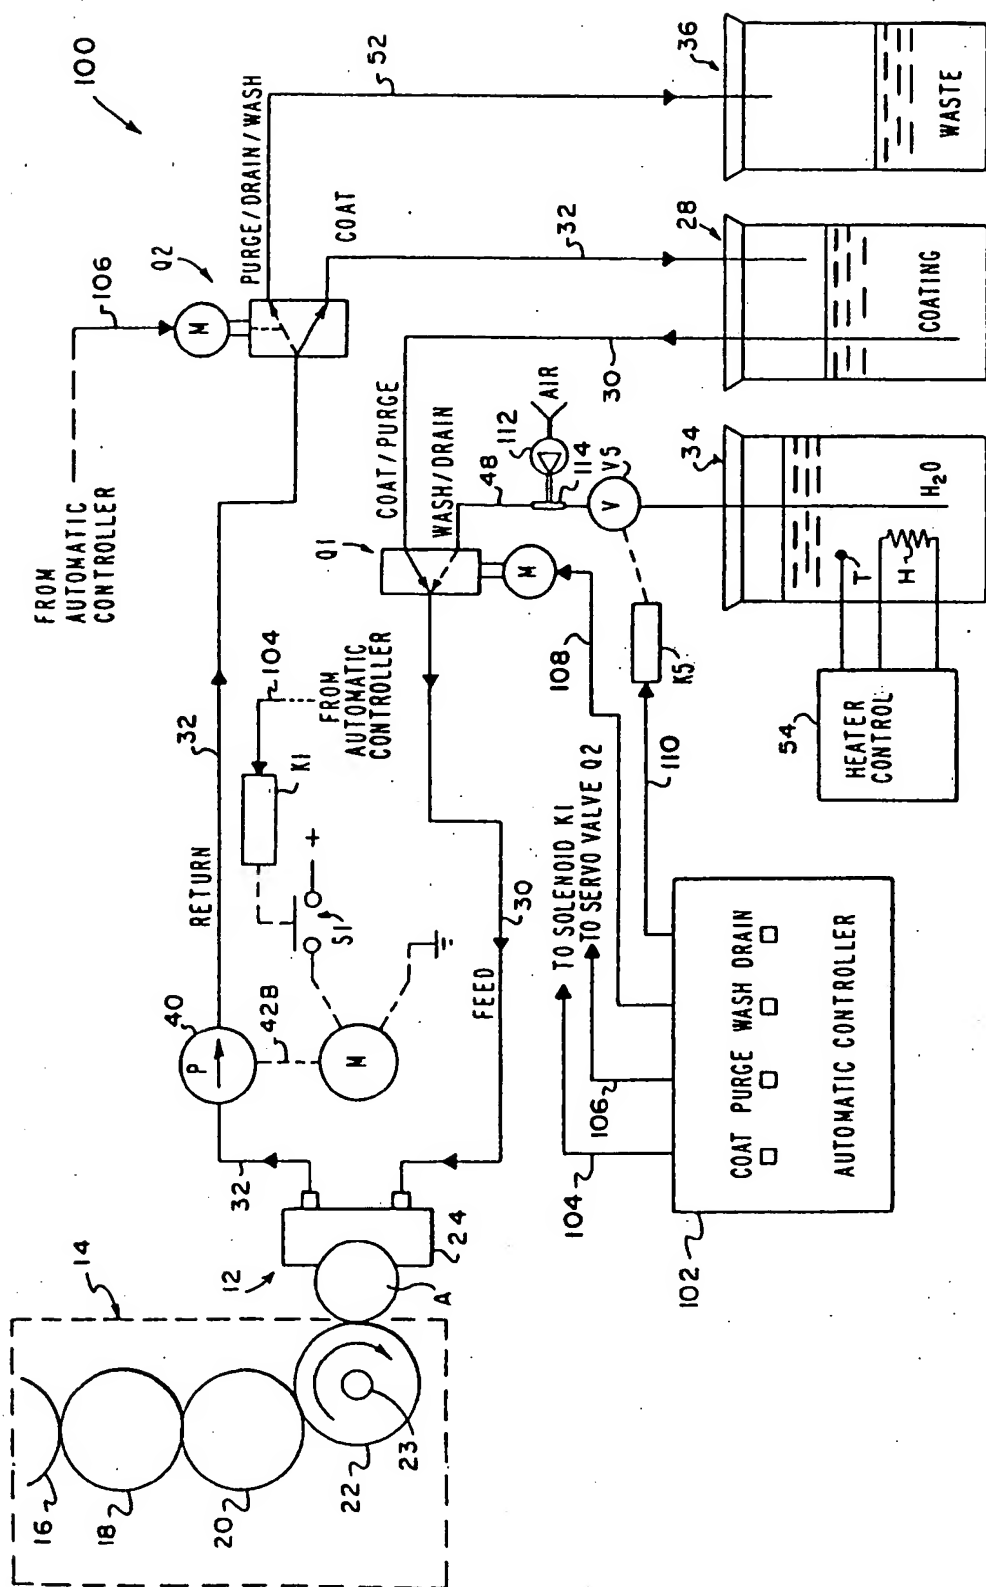 100
FROM
AUTOMATIC
CONTROLLER
106
Q2
M
PURGE/DRAIN/WASH
52
COAT
32
32
RETURN
K1
104
FROM
AUTOMATIC
CONTROLLER
S1
+
40
P
42B
M
32
14
16
18
20
22
23
12
A
24
FEED
30
Q1
COAT/PURGE
WASH/DRAIN
M
48
112
AIR
114
V5
V
30
108
K5
110
TO SOLENOID K1
TO SERVO VALVE Q2
104
106
COAT PURGE WASH DRAIN
AUTOMATIC CONTROLLER
102
54
HEATER
CONTROL
T
H
34
H2O
28
COATING
36
WASTE